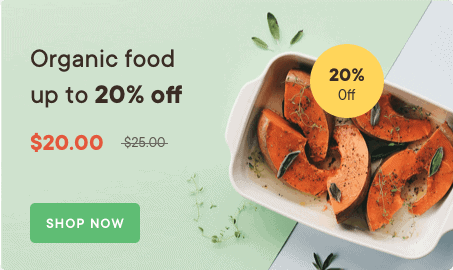 Organic food
up to 20% off
$20.00 $25.00
SHOP NOW
20%
Off